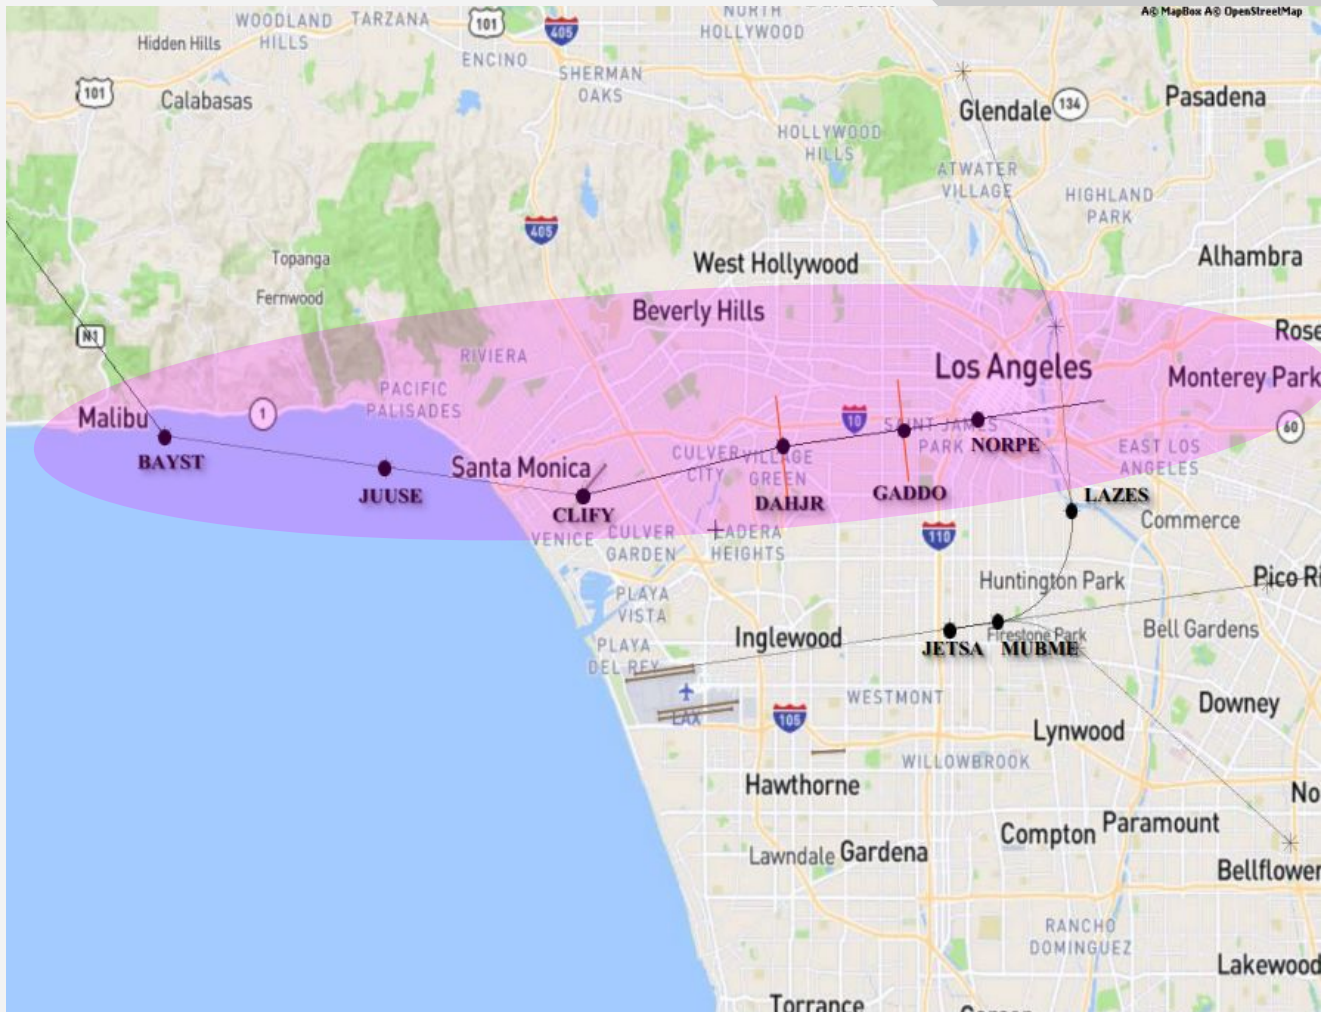 A© MapBox A© OpenStreetMap
WOODLAND
HILLS
TARZANA
101
405
NORTH
HOLLYWOOD
Hidden Hills
ENCINO
SHERMAN
OAKS
101
Calabasas
Glendale
134
Pasadena
HOLLYWOOD
HILLS
ATWATER
VILLAGE
HIGHLAND
PARK
405
Topanga
Fernwood
West Hollywood
Alhambra
N1
Beverly Hills
Rose
RIVIERA
Los Angeles
PACIFIC
PALISADES
Monterey Park
Malibu
1
10
SAINT JAMES
PARK
NORPE
60
BAYST
JUUSE
Santa Monica
CULVER
CITY
VILLAGE
GREEN
EAST LOS
ANGELES
CLIFY
DAHJR
GADDO
LAZES
VENICE
CULVER
GARDEN
LADERA
HEIGHTS
110
Commerce
PLAYA
VISTA
Huntington Park
Pico Ri
PLAYA
DEL REY
Inglewood
JETSA
Firestone Park
MUBME
Bell Gardens
LAX
105
WESTMONT
Downey
Lynwood
WILLOWBROOK
Hawthorne
No
Compton
Paramount
Lawndale
Gardena
Bellflower
RANCHO
DOMINGUEZ
Lakewood
Torrance